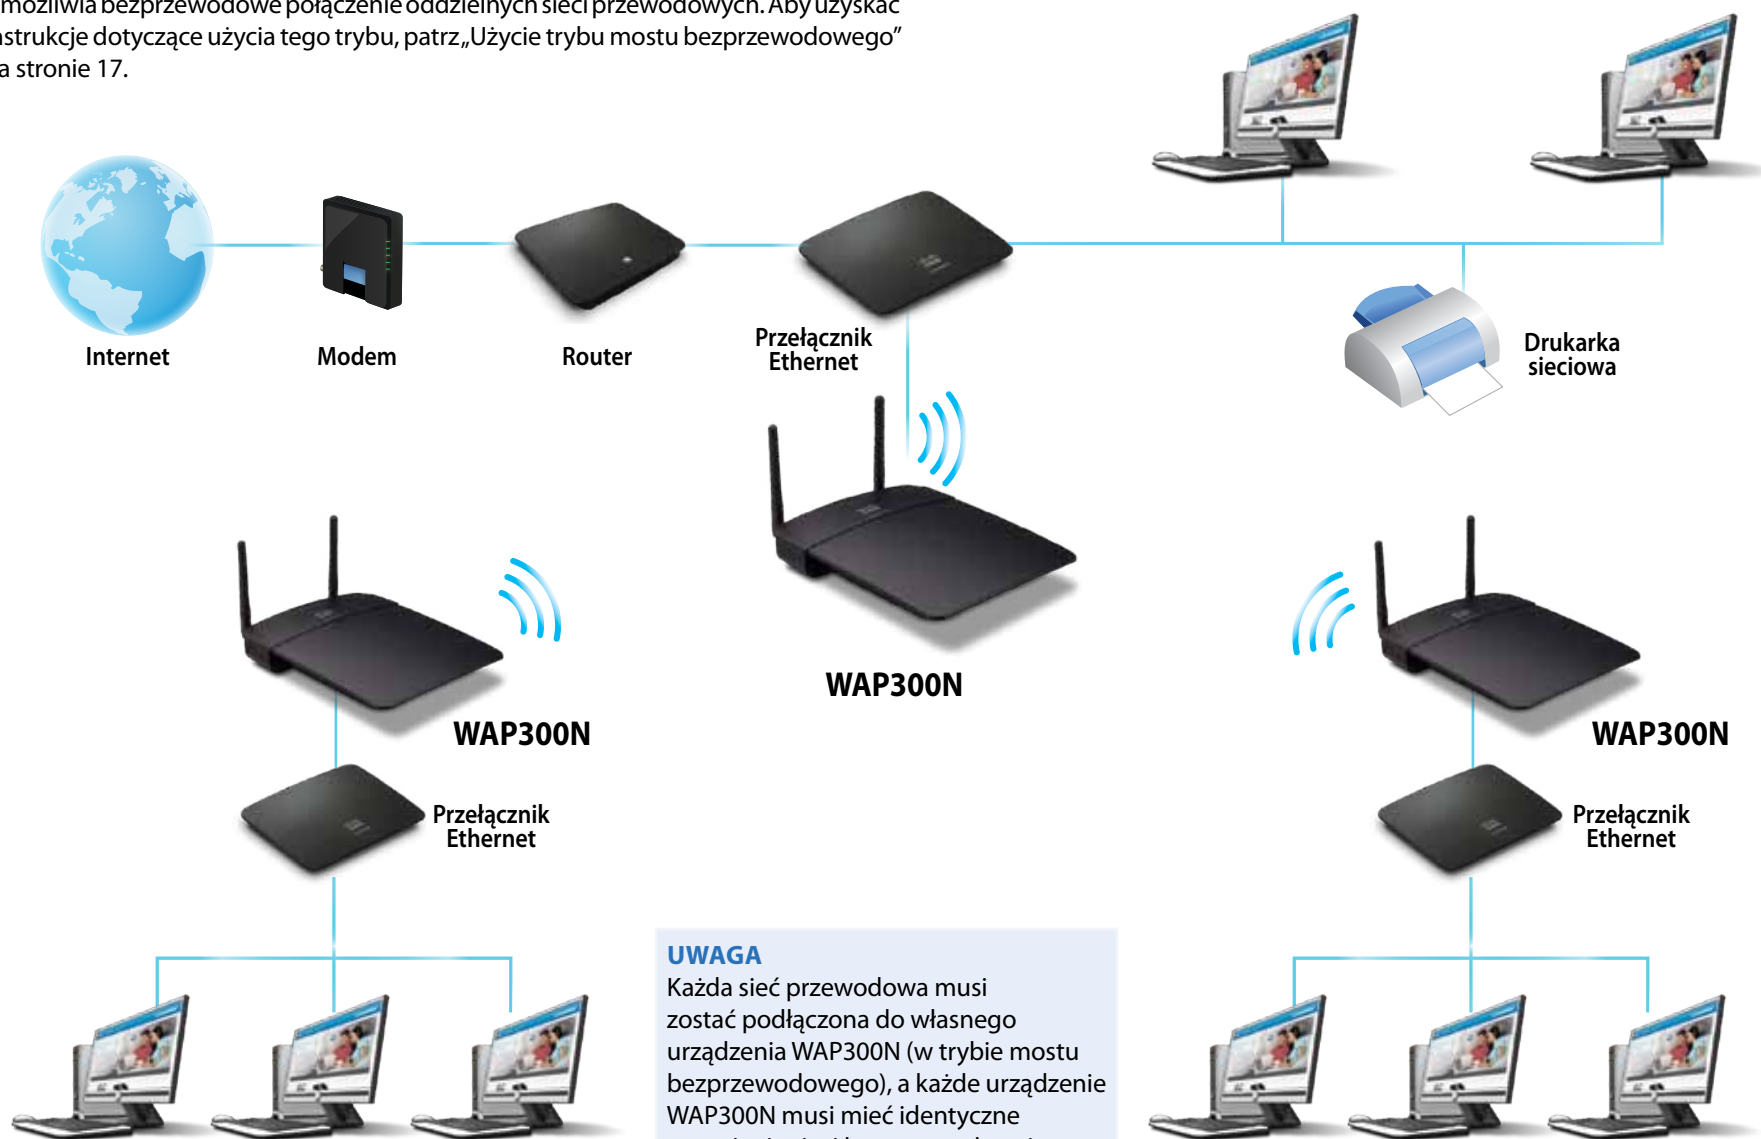 możliwia bezprzewodowe połączenie oddzielnych sieci przewodowych. Aby uzyskać
nstrukcje dotyczące użycia tego trybu, patrz „Użycie trybu mostu bezprzewodowego”
a stronie 17.
Internet
Modem
Router
Przełącznik
Ethernet
Drukarka
sieciowa
WAP300N
WAP300N
WAP300N
Przełącznik
Ethernet
Przełącznik
Ethernet
UWAGA
Każda sieć przewodowa musi
zostać podłączona do własnego
urządzenia WAP300N (w trybie mostu
bezprzewodowego), a każde urządzenie
WAP300N musi mieć identyczne